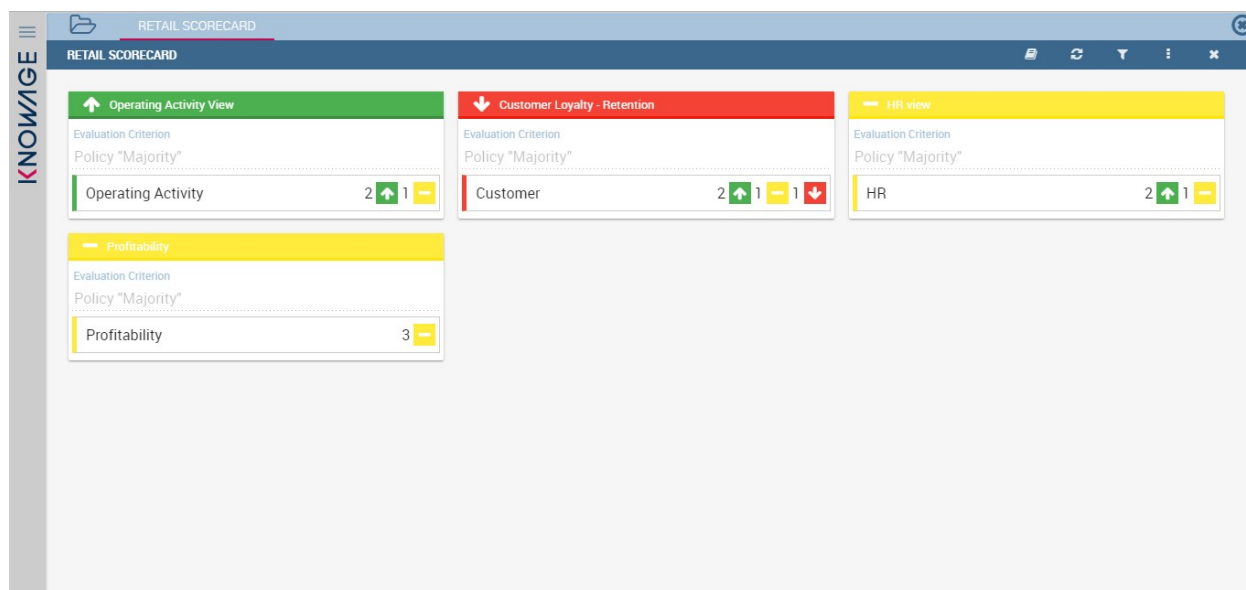 KNOWAGE
RETAIL SCORECARD
RETAIL SCORECARD
Operating Activity View
Evaluation Criterion
Policy "Majority"
Operating Activity 2 1
Customer Loyalty - Retention
Evaluation Criterion
Policy "Majority"
Customer 2 1 1
HR view
Evaluation Criterion
Policy "Majority"
HR 2 1
Profitability
Evaluation Criterion
Policy "Majority"
Profitability 3